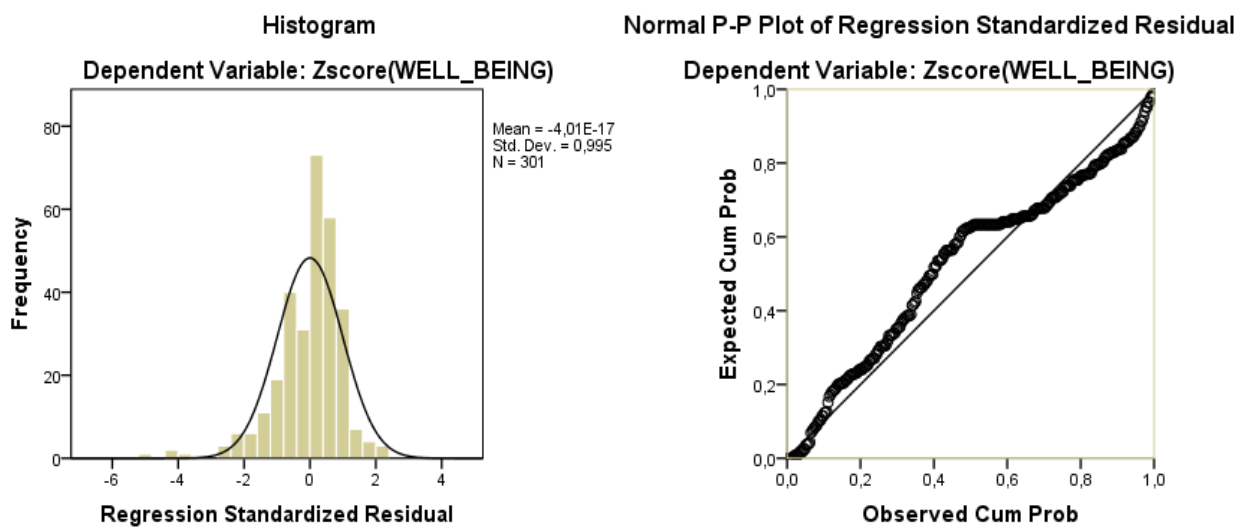 Histogram
Dependent Variable: Zscore(WELL_BEING)
Mean = -4,01E-17
Std. Dev. = 0,995
N = 301
Frequency
80
60
40
20
0
-6 -4 -2 0 2 4
Regression Standardized Residual
Normal P-P Plot of Regression Standardized Residual
Dependent Variable: Zscore(WELL_BEING)
Expected Cum Prob
1,0
0,8
0,6
0,4
0,2
0,0
0,0 0,2 0,4 0,6 0,8 1,0
Observed Cum Prob